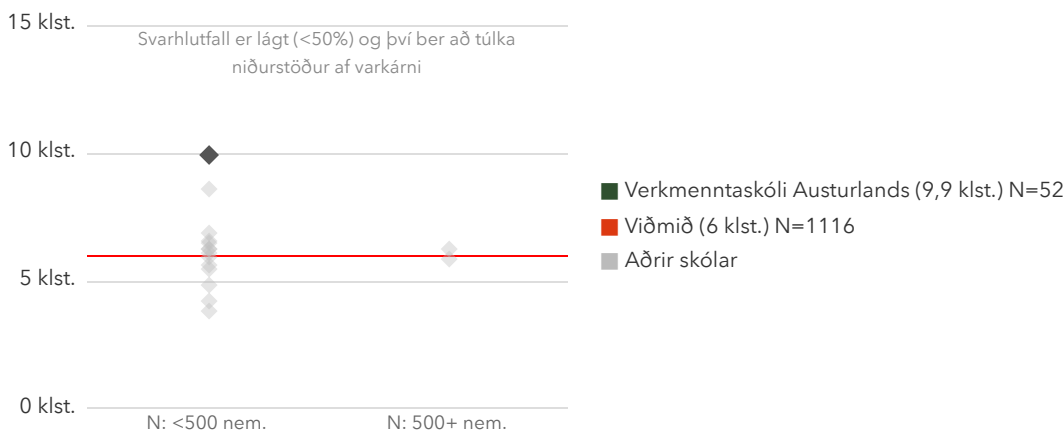 15 klst.
Svarhlutfall er lágt (<50%) og því ber að túlka
niðurstöður af varkárni
10 klst.
5 klst.
0 klst.
N: <500 nem.
N: 500+ nem.
Verkmenntaskóli Austurlands (9,9 klst.) N=52
Viðmið (6 klst.) N=1116
Aðrir skólar